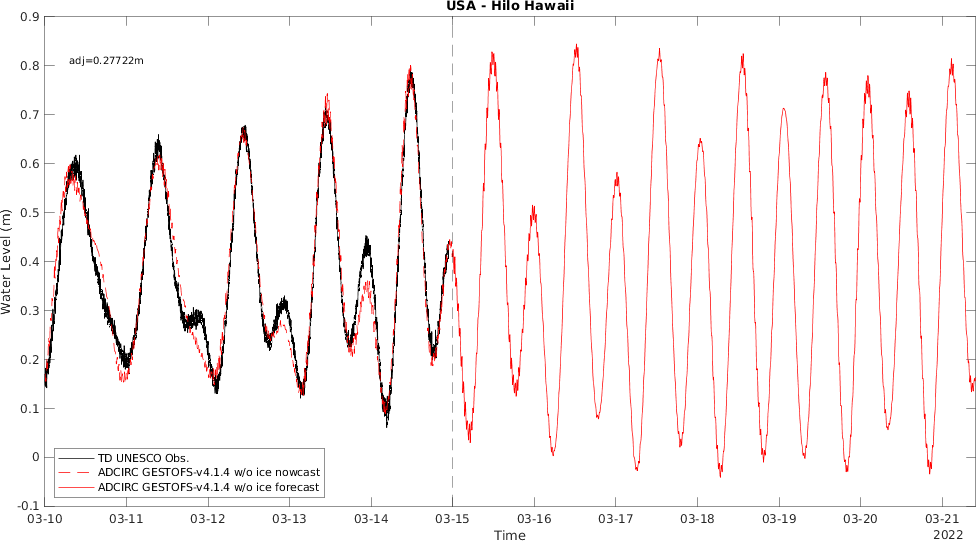 USA - Hilo Hawaii
adj=0.27722m
0.9
0.8
0.7
0.6
0.5
0.4
0.3
0.2
0.1
0
-0.1
Water Level (m)
TD UNESCO Obs.
ADCIRC GESTOFS-v4.1.4 w/o ice nowcast
ADCIRC GESTOFS-v4.1.4 w/o ice forecast
03-10 03-11 03-12 03-13 03-14 03-15 03-16 03-17 03-18 03-19 03-20 03-21
Time
2022